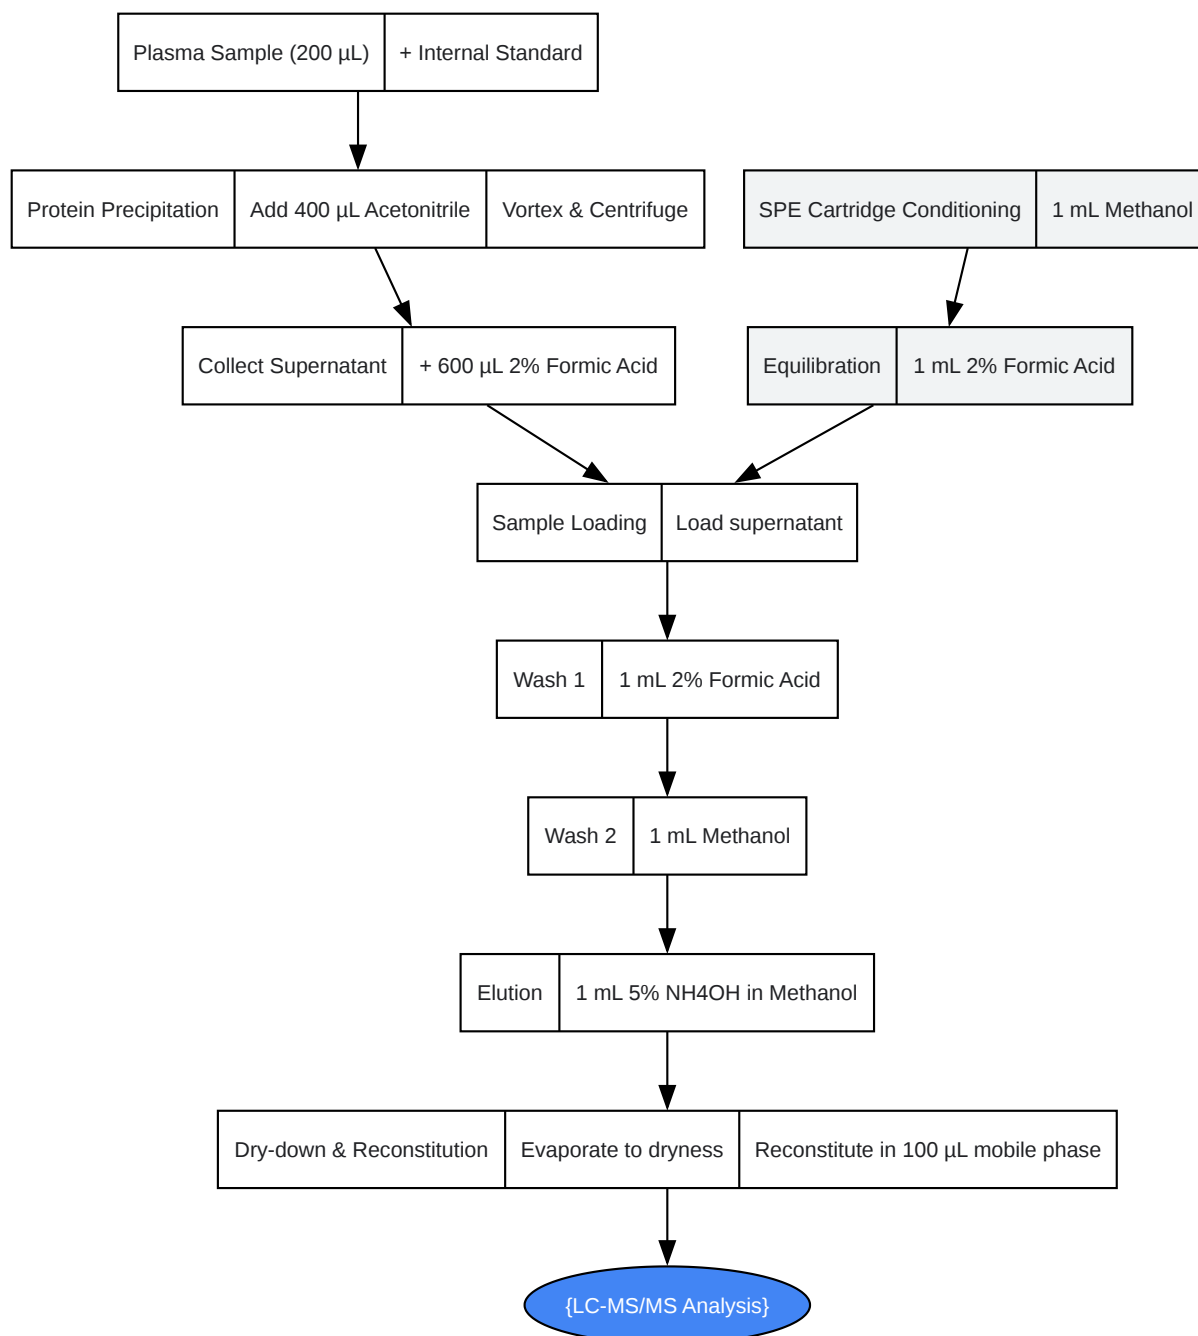 Plasma Sample (200 µL) + Internal Standard
Protein Precipitation Add 400 µL Acetonitrile Vortex & Centrifuge
SPE Cartridge Conditioning 1 mL Methanol
Collect Supernatant + 600 µL 2% Formic Acid
Equilibration 1 mL 2% Formic Acid
Sample Loading Load supernatant
Wash 1 1 mL 2% Formic Acid
Wash 2 1 mL Methanol
Elution 1 mL 5% NH4OH in Methanol
Dry-down & Reconstitution Evaporate to dryness Reconstitute in 100 µL mobile phase
{LC-MS/MS Analysis}